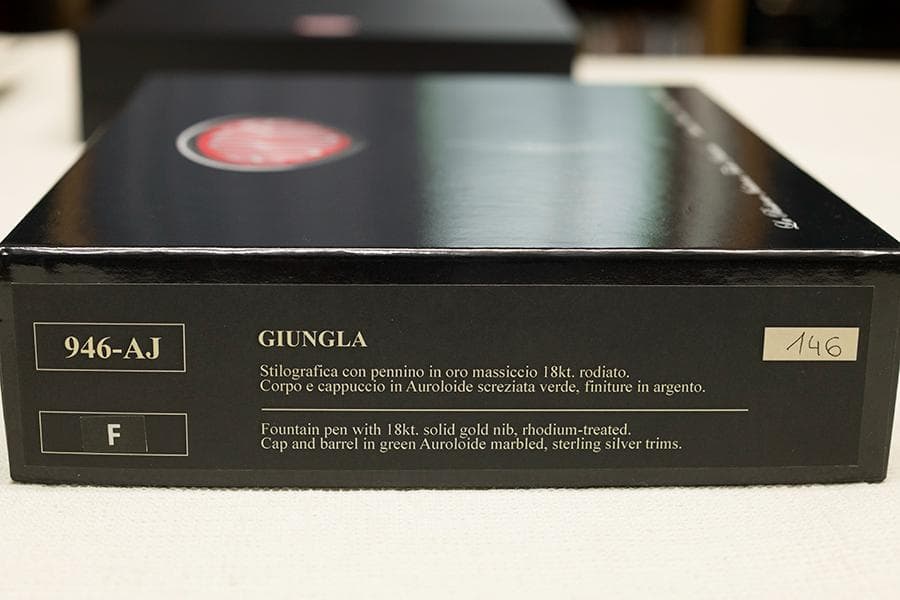 946-AJ
GIUNGLA
146
Stilografica con pennino in oro massiccio 18kt. rodiato.
Corpo e cappuccio in Auroloide screziata verde, finiture in argento.
F
Fountain pen with 18kt. solid gold nib, rhodium-treated.
Cap and barrel in green Auroloide marbled, sterling silver trims.